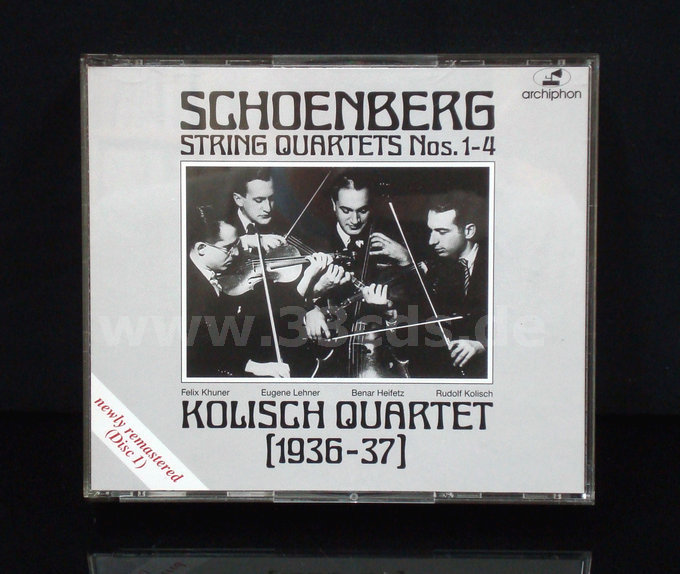 archiphon
SCHOENBERG
STRING QUARTETS Nos. 1-4
www.33cds.de
Felix Khuner Eugene Lehner Benar Heifetz Rudolf Kolisch
KOLISCH QUARTET
[1936-37]
newly remastered
(Disc 1)